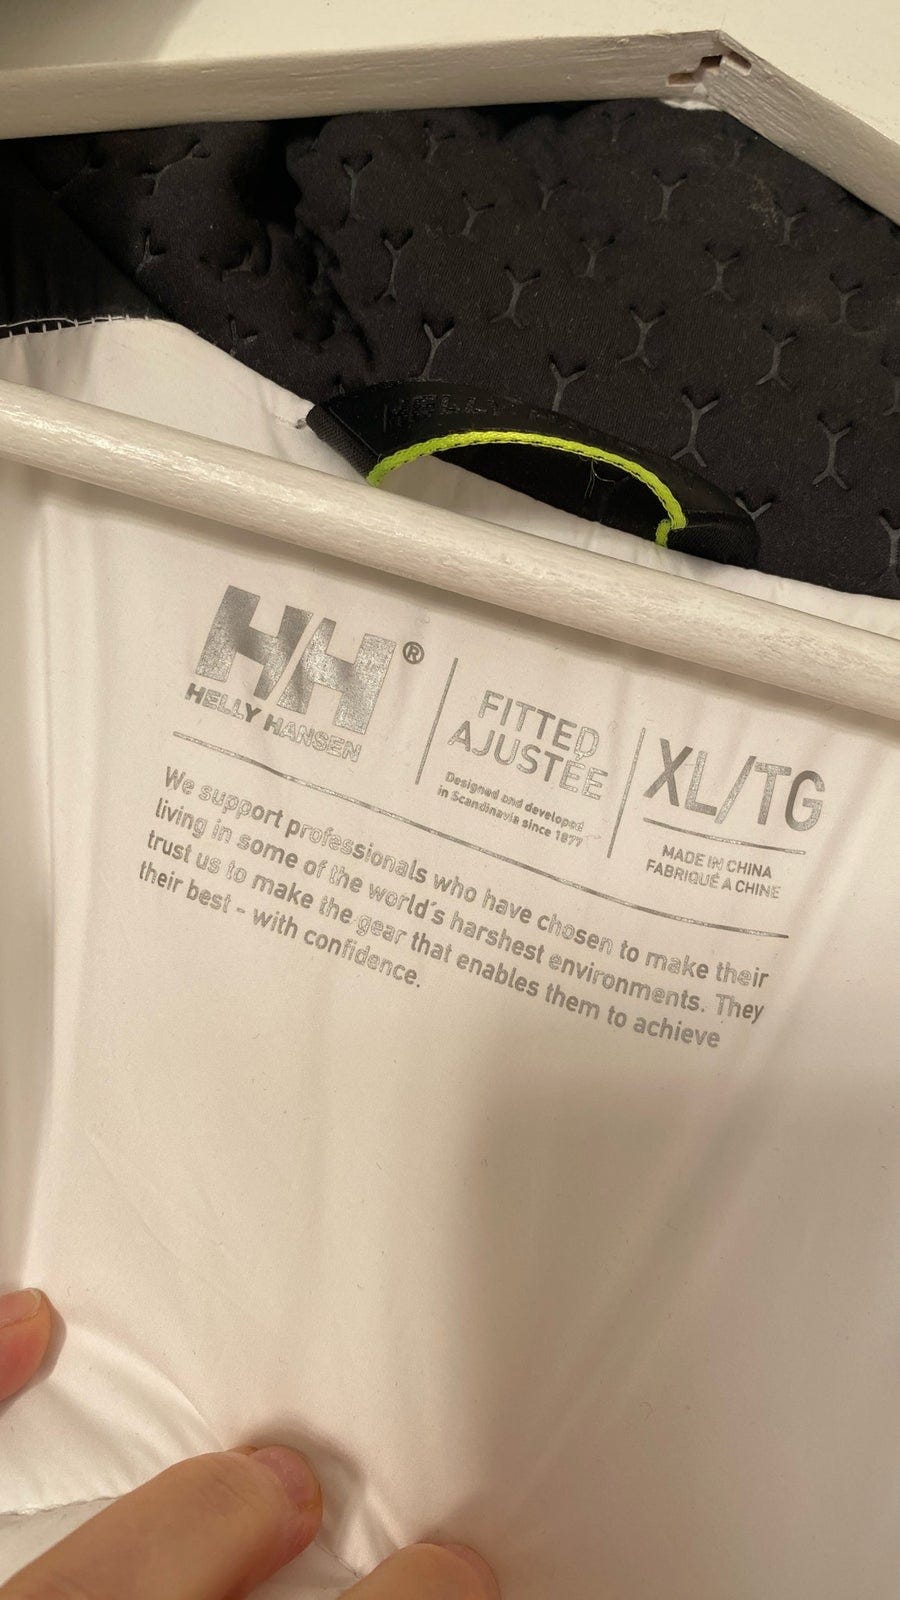 HELLY
H/H®
HELLY HANSEN
FITTED
AJUSTÉE
Designed and developed
in Scandinavia since 1877
XL/TG
MADE IN CHINA
FABRIQUÉ A CHINE
We support professionals who have chosen to make their
living in some of the world's harshest environments. They
trust us to make the gear that enables them to achieve
their best - with confidence.